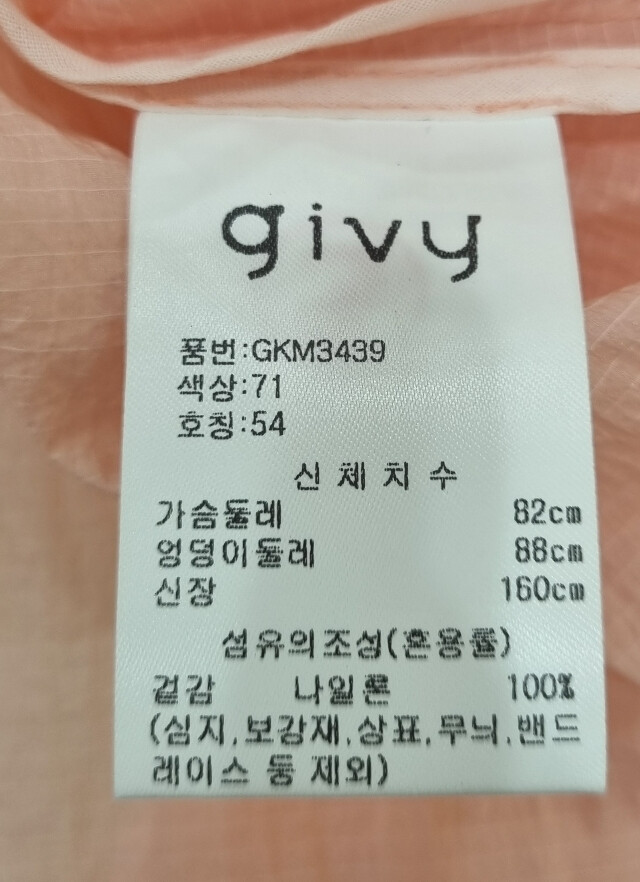 givy
품번:GKM3439
색상:71
호칭:54
신체치수
가슴둘레 82cm
엉덩이둘레 88cm
신장 160cm
섬유의조성(혼용률)
겉감 나일론 100%
(심지,보강재,상표,무늬,밴드
레이스 등 제외)